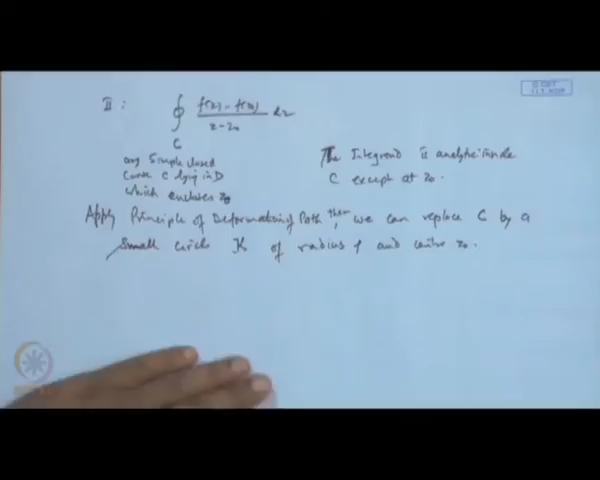 II : ∮ f(z) - f(z0) / z - z0 dz
C
any Simple closed
Curve C lying in D
which encloses z0
The Integrand is analytic inside
C except at z0.
Apply Principle of Deformation of Path then, we can replace C by a
small circle K of radius ρ and centre z0.